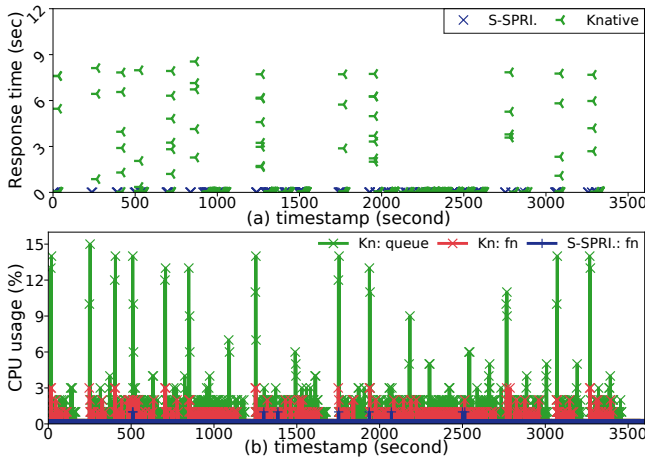 S-SPRI. Knative
Response time (sec)
12
9
6
3
0
0 500 1000 1500 2000 2500 3000 3500
(a) timestamp (second)
Kn: queue Kn: fn S-SPRI.: fn
CPU usage (%)
15
12
9
6
3
0
0 500 1000 1500 2000 2500 3000 3500
(b) timestamp (second)